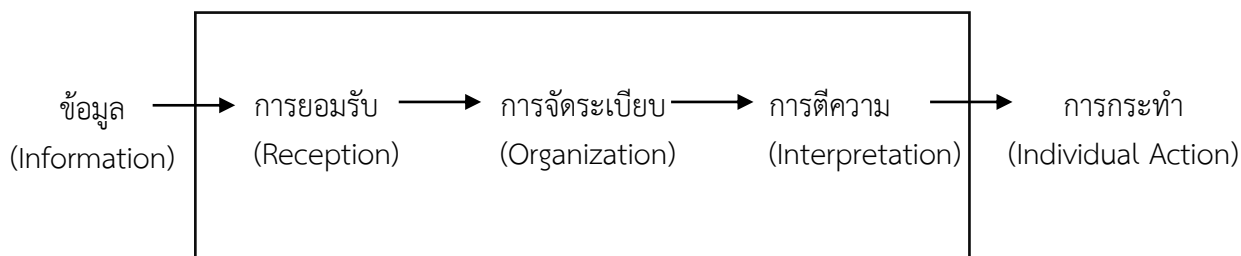 ข้อมูล
(Information)
การยอมรับ
(Reception)
การจัดระเบียบ
(Organization)
การตีความ
(Interpretation)
การกระทำ
(Individual Action)